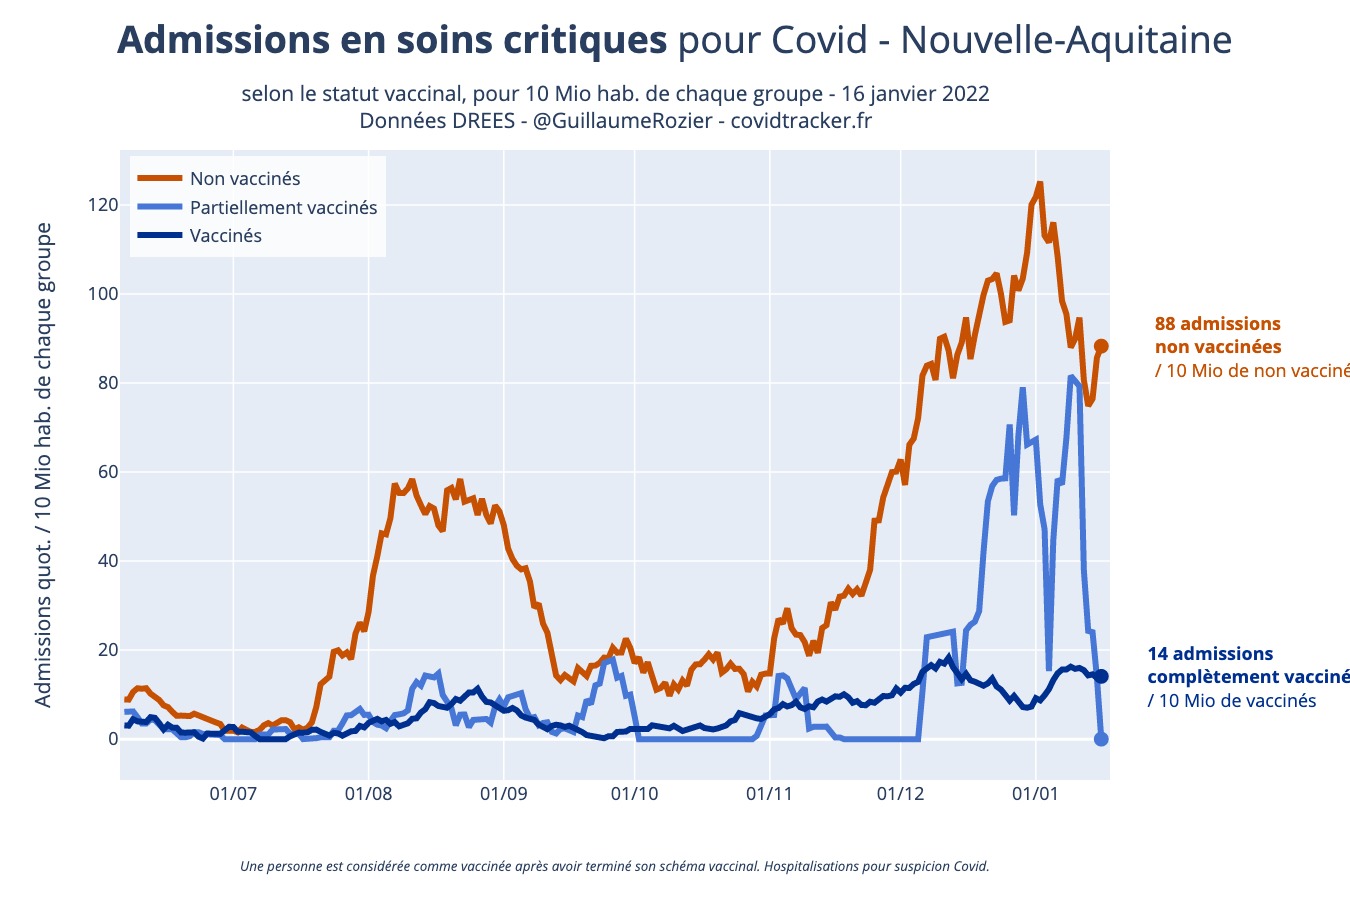 Admissions en soins critiques pour Covid - Nouvelle-Aquitaine
selon le statut vaccinal, pour 10 Mio hab. de chaque groupe - 16 janvier 2022
Données DREES - @GuillaumeRozier - covidtracker.fr
Non vaccinés
Partiellement vaccinés
Vaccinés
Admissions quot. / 10 Mio hab. de chaque groupe
120
100
80
60
40
20
0
01/07 01/08 01/09 01/10 01/11 01/12 01/01
88 admissions
non vaccinées
/ 10 Mio de non vacciné
14 admissions
complètement vacciné
/ 10 Mio de vaccinés
Une personne est considérée comme vaccinée après avoir terminé son schéma vaccinal. Hospitalisations pour suspicion Covid.